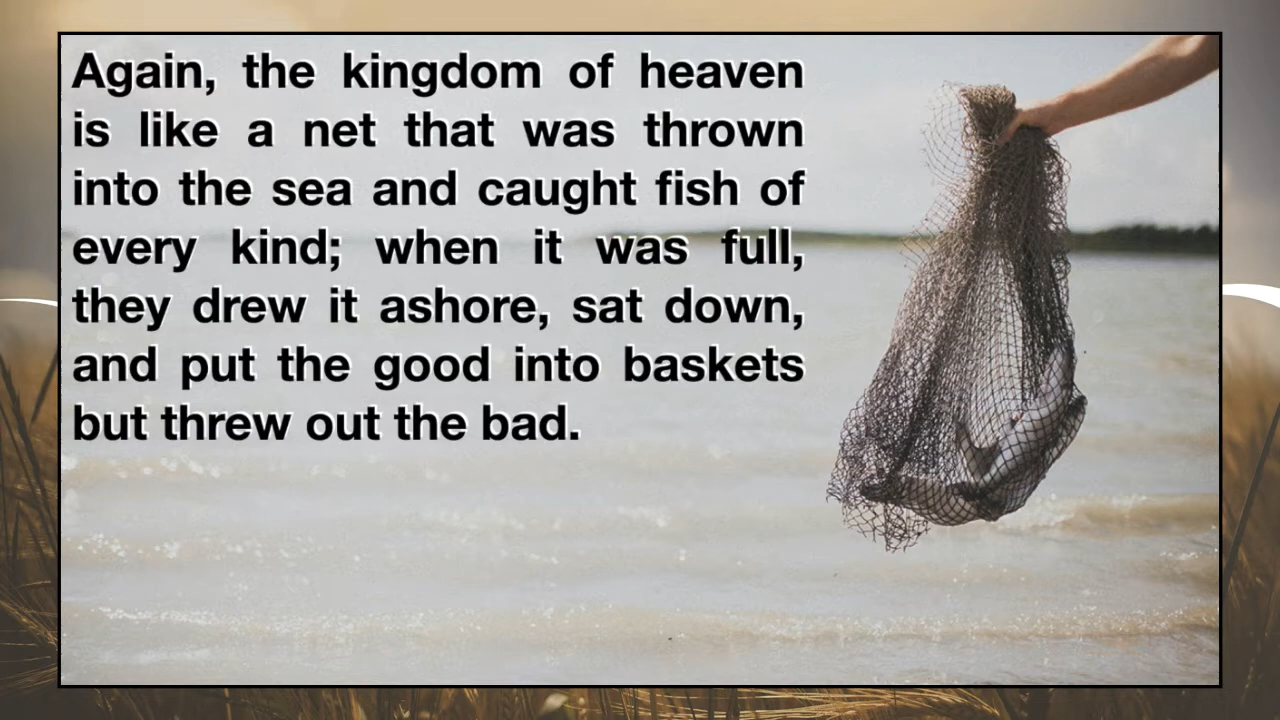 Again, the kingdom of heaven
is like a net that was thrown
into the sea and caught fish of
every kind; when it was full,
they drew it ashore, sat down,
and put the good into baskets
but threw out the bad.